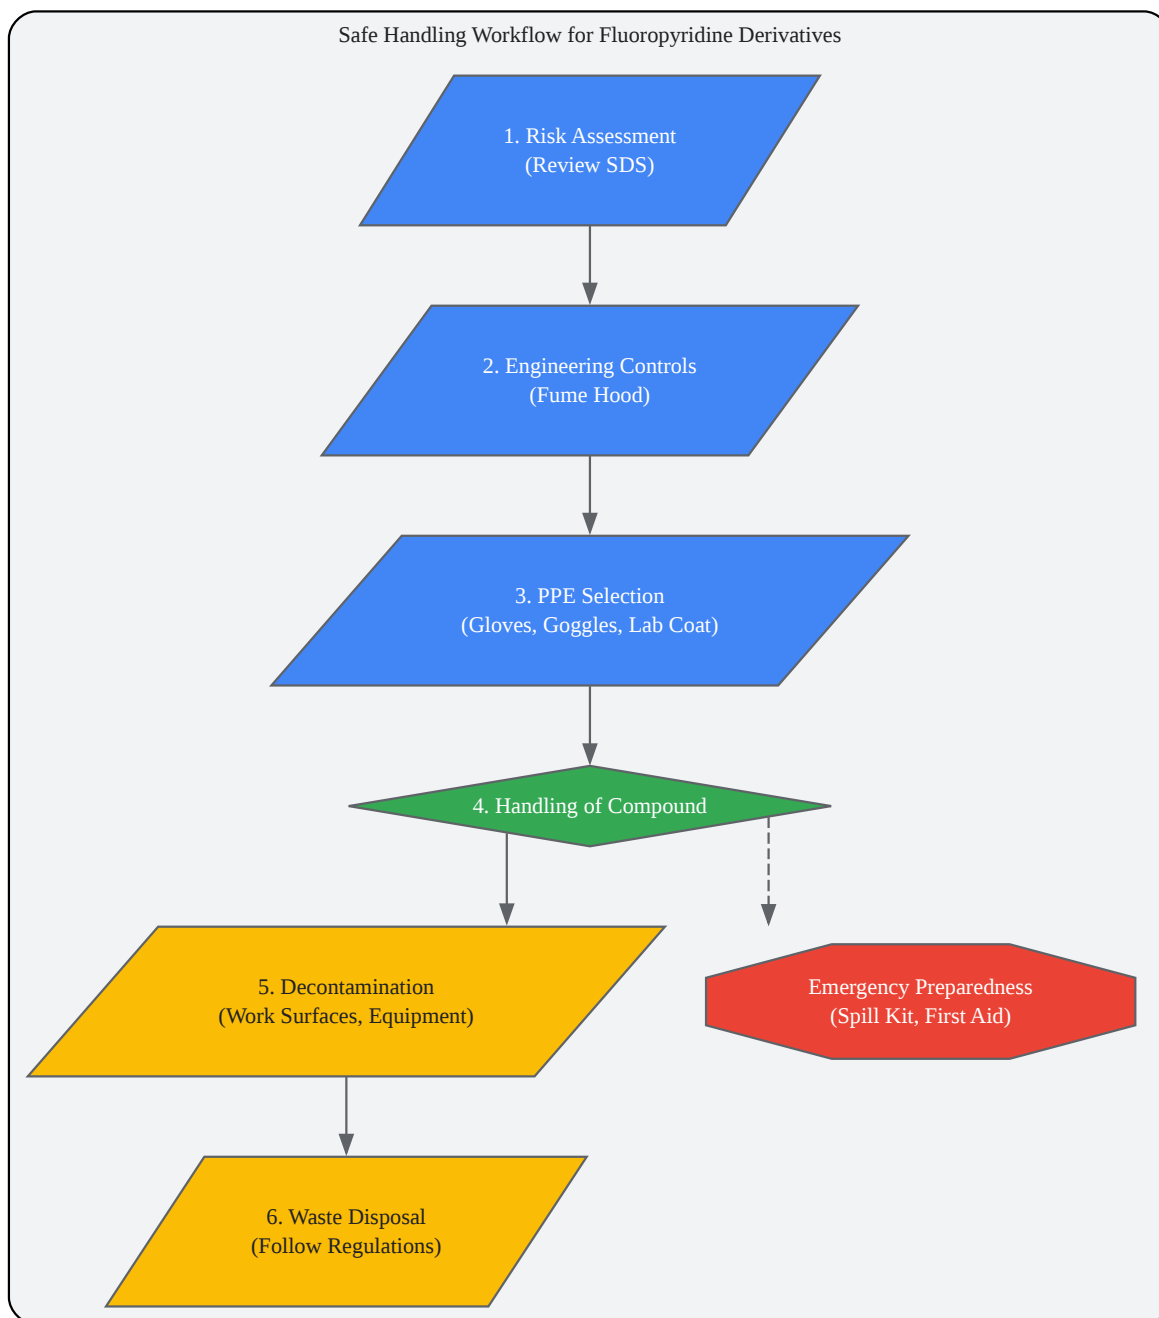 Safe Handling Workflow for Fluoropyridine Derivatives
1. Risk Assessment
(Review SDS)
2. Engineering Controls
(Fume Hood)
3. PPE Selection
(Gloves, Goggles, Lab Coat)
4. Handling of Compound
5. Decontamination
(Work Surfaces, Equipment)
Emergency Preparedness
(Spill Kit, First Aid)
6. Waste Disposal
(Follow Regulations)